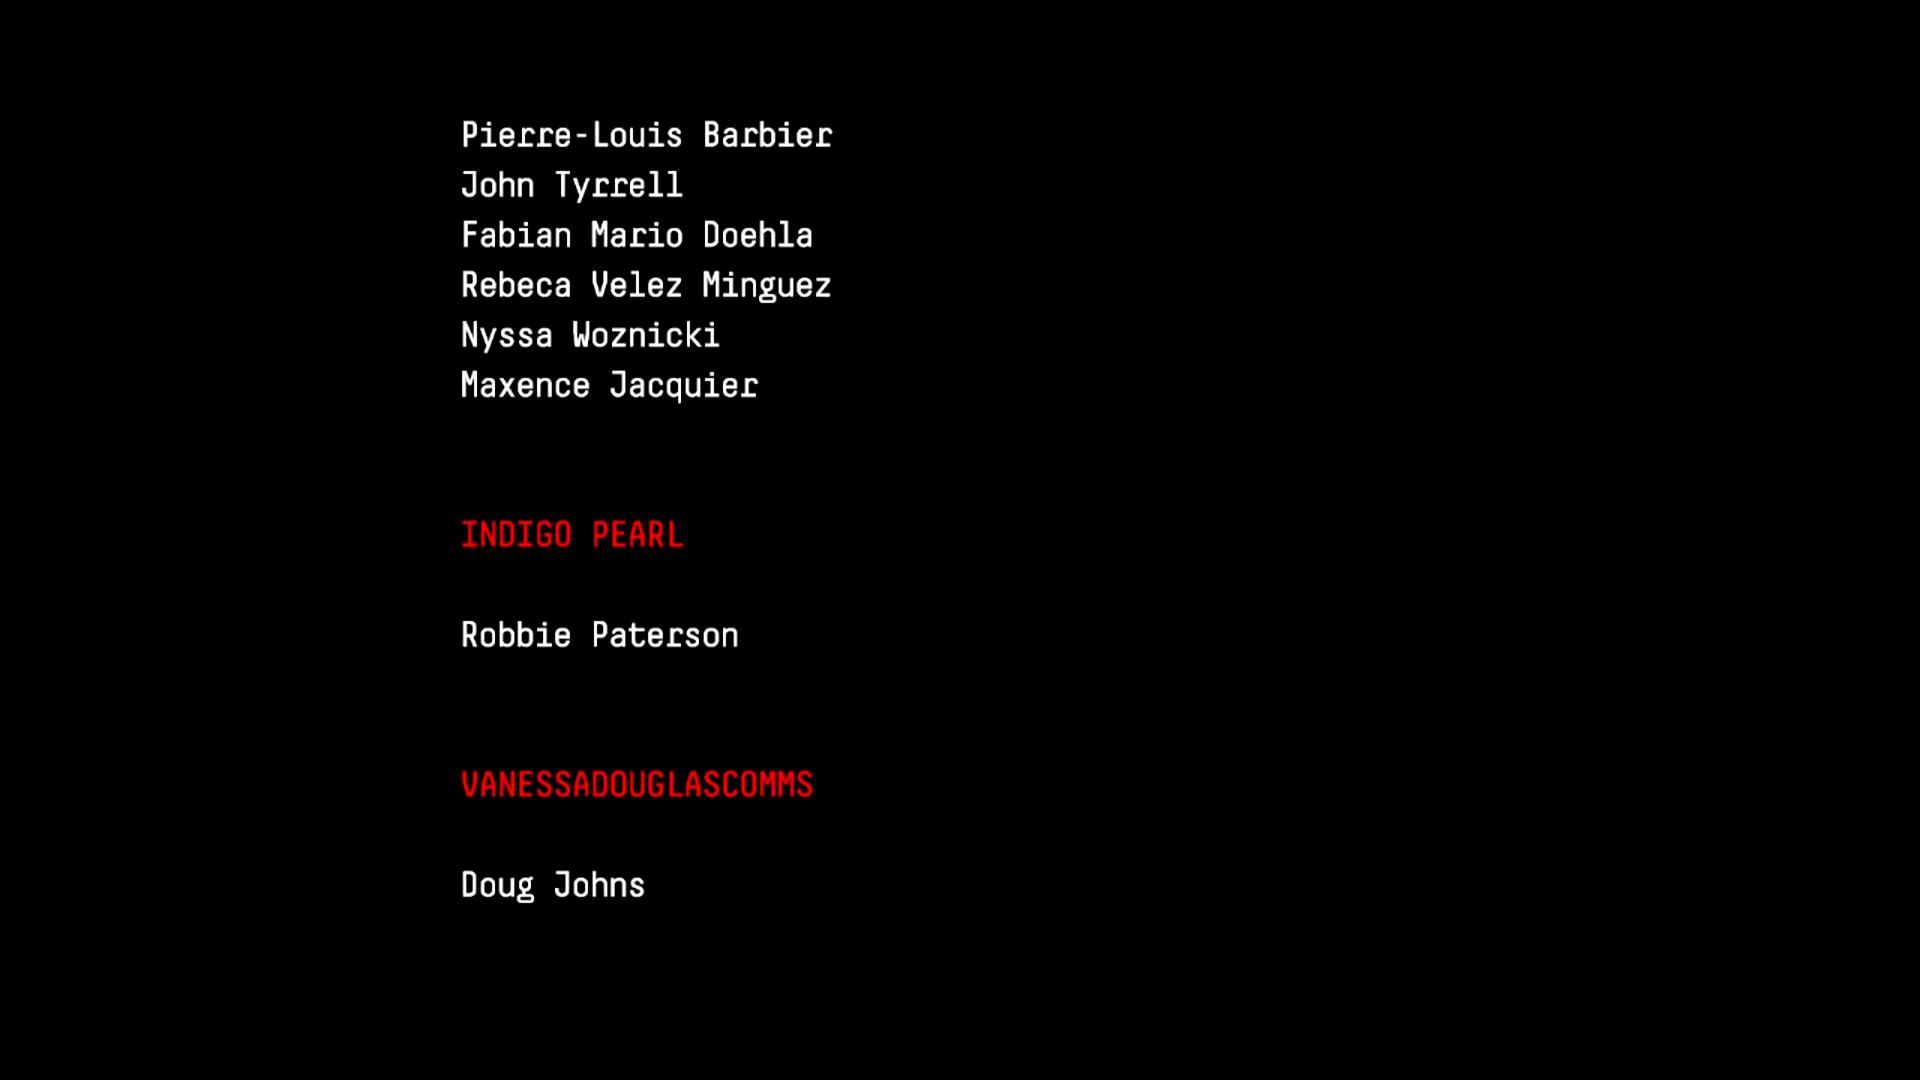 Pierre-Louis Barbier
John Tyrrell
Fabian Mario Doehla
Rebeca Velez Minguez
Nyssa Woznicki
Maxence Jacquier
INDIGO PEARL
Robbie Paterson
VANESSADOUGLASCOMMS
Doug Johns